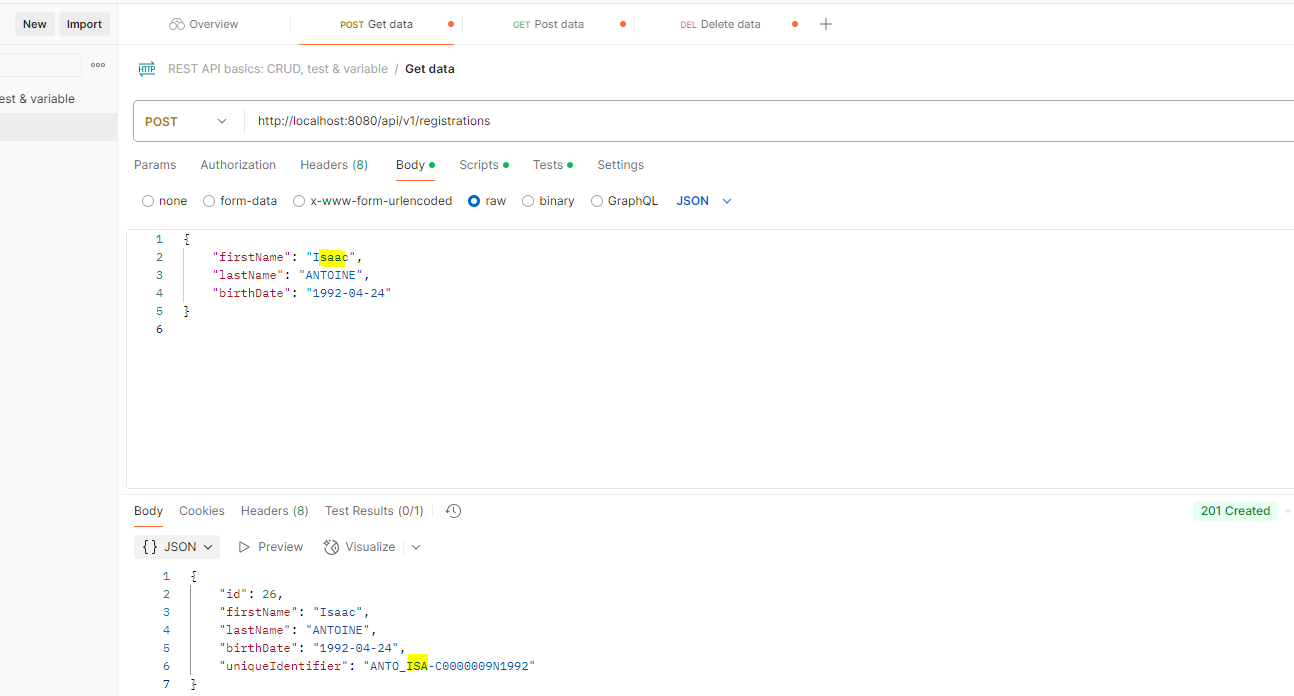 New Import Overview POST Get data GET Post data DEL Delete data
REST API basics: CRUD, test & variable / Get data
est & variable
POST http://localhost:8080/api/v1/registrations
Params Authorization Headers (8) Body Scripts Tests Settings
none form-data x-www-form-urlencoded raw binary GraphQL JSON
1 {
2 "firstName": "Isaac",
3 "lastName": "ANTOINE",
4 "birthDate": "1992-04-24"
5 }
6
Body Cookies Headers (8) Test Results (0/1) 201 Created
{} JSON Preview Visualize
1 {
2 "id": 26,
3 "firstName": "Isaac",
4 "lastName": "ANTOINE",
5 "birthDate": "1992-04-24",
6 "uniqueIdentifier": "ANTO_ISA-C0000009N1992"
7 }